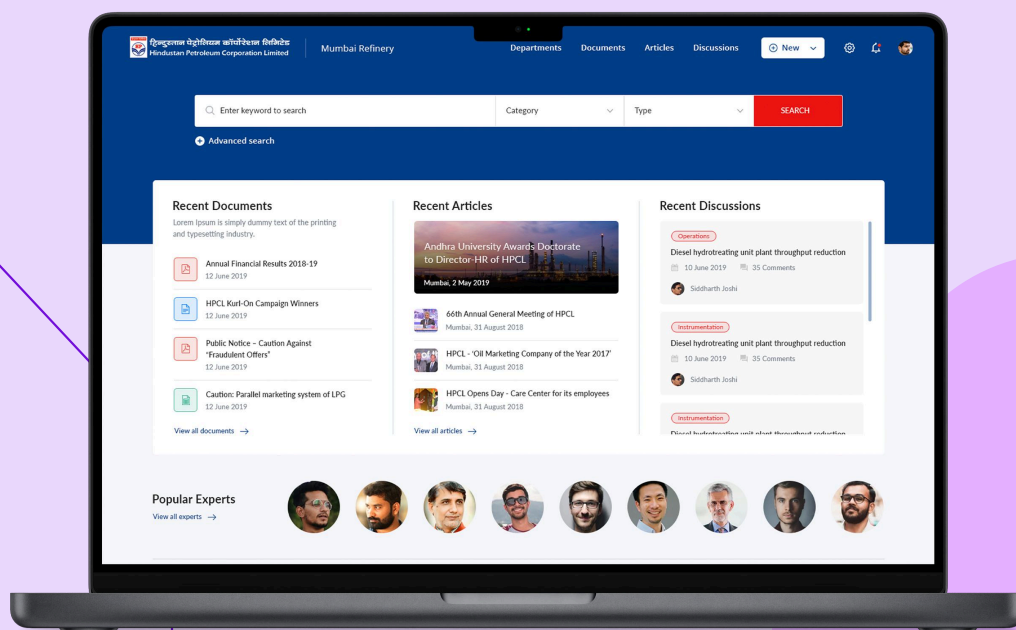 हिन्दुस्तान पेट्रोलियम कॉर्पोरेशन लिमिटेड
Hindustan Petroleum Corporation Limited
Mumbai Refinery
Departments
Documents
Articles
Discussions
New
HP
Enter keyword to search
Category
Type
SEARCH
Advanced search
Recent Documents
Lorem Ipsum is simply dummy text of the printing
and typesetting industry.
Annual Financial Results 2018-19
12 June 2019
HPCL Kurl-On Campaign Winners
12 June 2019
Public Notice – Caution Against
"Fraudulent Offers"
12 June 2019
Caution: Parallel marketing system of LPG
12 June 2019
View all documents →
Recent Articles
Andhra University Awards Doctorate
to Director-HR of HPCL
Mumbai, 2 May 2019
66th Annual General Meeting of HPCL
Mumbai, 31 August 2018
HPCL - 'Oil Marketing Company of the Year 2017'
Mumbai, 31 August 2018
HPCL Opens Day - Care Center for its employees
Mumbai, 31 August 2018
View all articles →
Recent Discussions
Operations
Diesel hydrotreating unit plant throughput reduction
10 June 2019 35 Comments
Siddharth Joshi
Instrumentation
Diesel hydrotreating unit plant throughput reduction
10 June 2019 35 Comments
Siddharth Joshi
Instrumentation
Diesel hydrotreating unit plant throughput reduction
Popular Experts
View all experts →